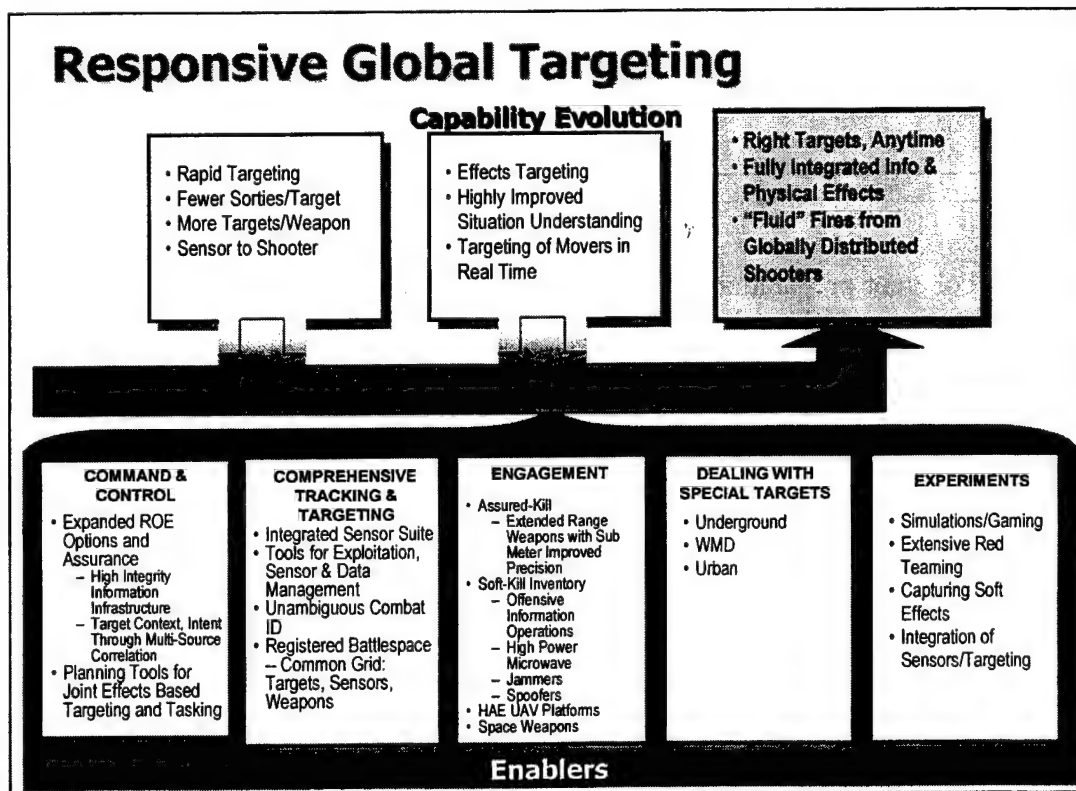 Responsive Global Targeting
Capability Evolution
• Rapid Targeting
• Fewer Sorties/Target
• More Targets/Weapon
• Sensor to Shooter
• Effects Targeting
• Highly Improved
Situation Understanding
• Targeting of Movers in
Real Time
• Right Targets, Anytime
• Fully Integrated Info &
Physical Effects
• "Fluid" Fires from
Globally Distributed
Shooters
COMMAND &
CONTROL
• Expanded ROE
Options and
Assurance
– High Integrity
Information
Infrastructure
– Target Context, Intent
Through Multi-Source
Correlation
• Planning Tools for
Joint Effects Based
Targeting and Tasking
COMPREHENSIVE
TRACKING &
TARGETING
• Integrated Sensor Suite
• Tools for Exploitation,
Sensor & Data
Management
• Unambiguous Combat
ID
• Registered Battlespace
– Common Grid:
Targets, Sensors,
Weapons
ENGAGEMENT
• Assured-Kill
– Extended Range
Weapons with Sub
Meter Improved
Precision
• Soft-Kill Inventory
– Offensive
Information
Operations
– High Power
Microwave
– Jammers
– Spoofers
• HAE UAV Platforms
• Space Weapons
DEALING WITH
SPECIAL TARGETS
• Underground
• WMD
• Urban
EXPERIMENTS
• Simulations/Gaming
• Extensive Red
Teaming
• Capturing Soft
Effects
• Integration of
Sensors/Targeting
Enablers